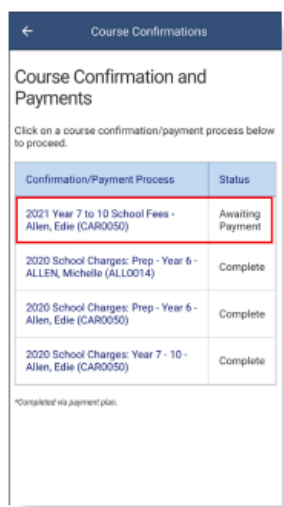 Course Confirmations
Course Confirmation and
Payments
Click on a course confirmation/payment process below
to proceed.
Confirmation/Payment Process Status
2021 Year 7 to 10 School Fees - Awaiting
Allen, Edie (CAR0050) Payment
2020 School Charges: Prep - Year 6 -
ALLEN, Michelle (ALL0014) Complete
2020 School Charges: Prep - Year 6 -
Allen, Edie (CAR0050) Complete
2020 School Charges: Year 7 - 10 -
Allen, Edie (CAR0050) Complete
*Completed via payment plan.